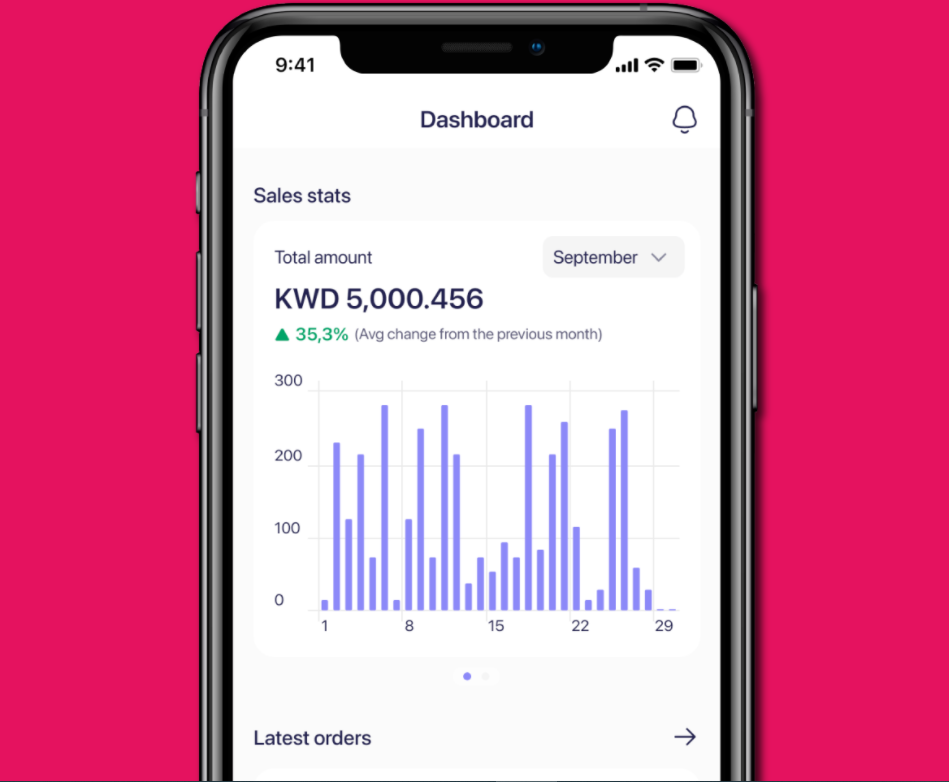 9:41
Dashboard
Sales stats
Total amount
September
KWD 5,000.456
35,3% (Avg change from the previous month)
300
200
100
0
1 8 15 22 29
Latest orders